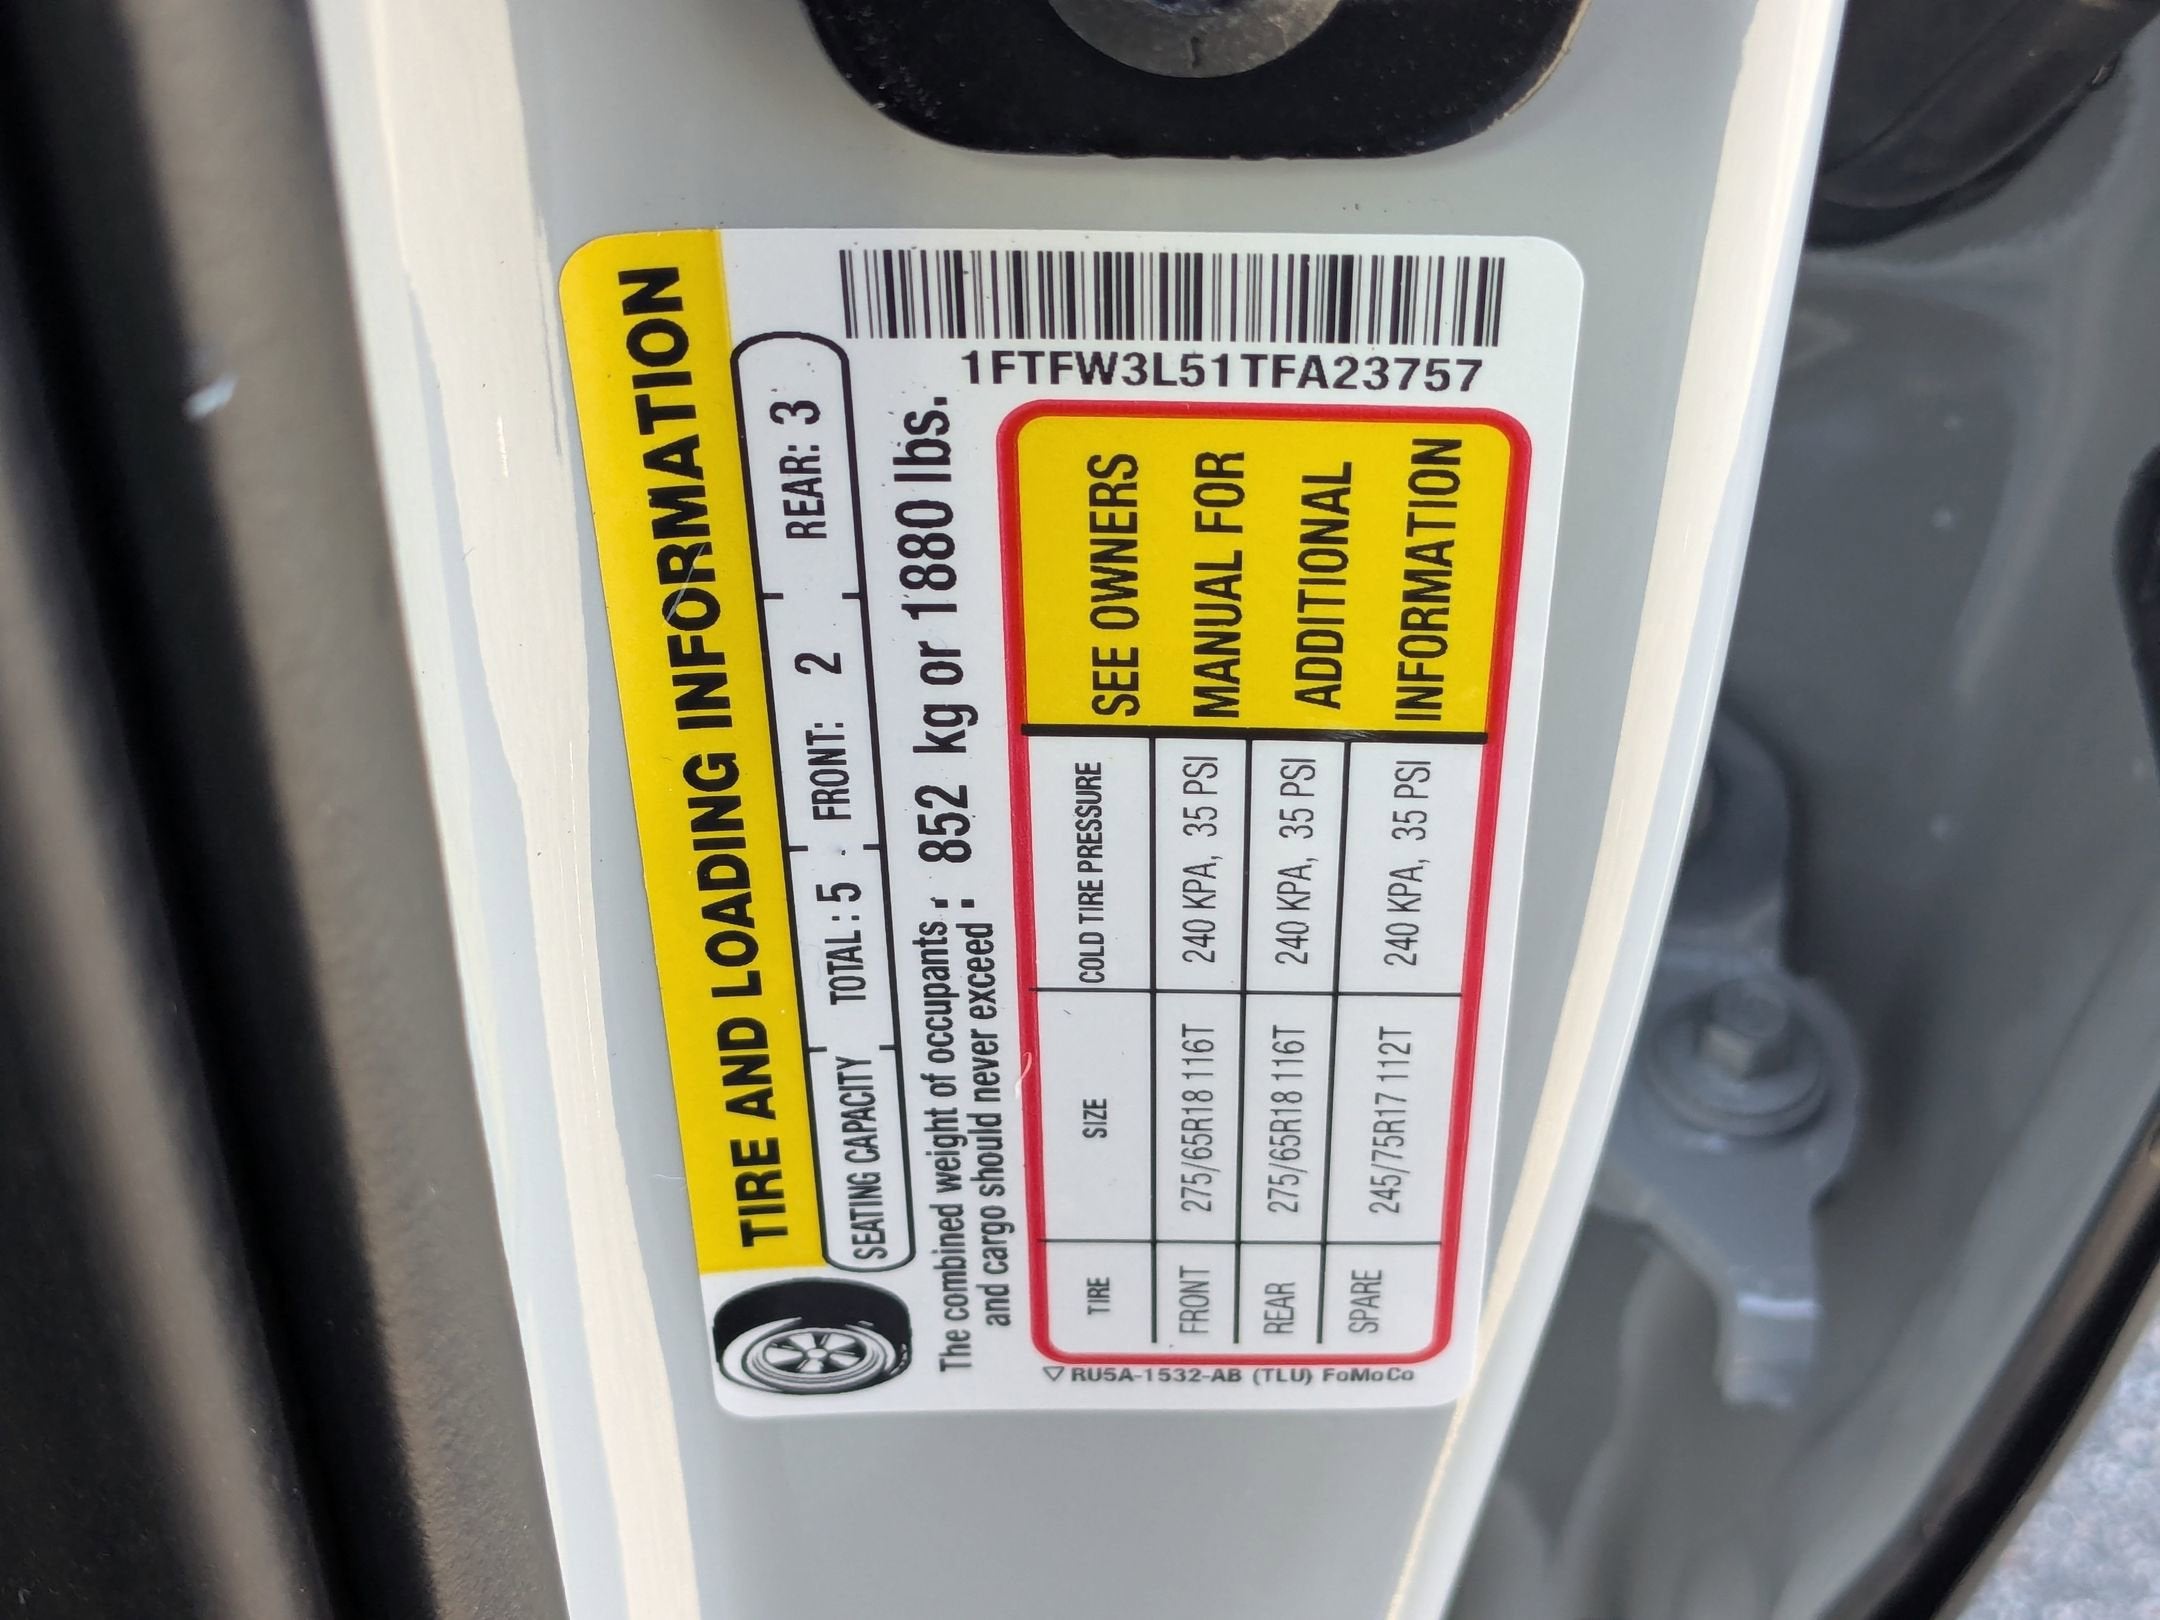 TIRE AND LOADING INFORMATION
SEATING CAPACITY TOTAL : 5 FRONT: 2 REAR: 3
The combined weight of occupants
and cargo should never exceed : 852 kg or 1880 lbs.
TIRE SIZE COLD TIRE PRESSURE
FRONT 275/65R18 116T 240 KPA, 35 PSI
REAR 275/65R18 116T 240 KPA, 35 PSI
SPARE 245/75R17 112T 240 KPA, 35 PSI
SEE OWNERS
MANUAL FOR
ADDITIONAL
INFORMATION
1FTFW3L51TFA23757
RU5A-1532-AB (TLU) FoMoCo